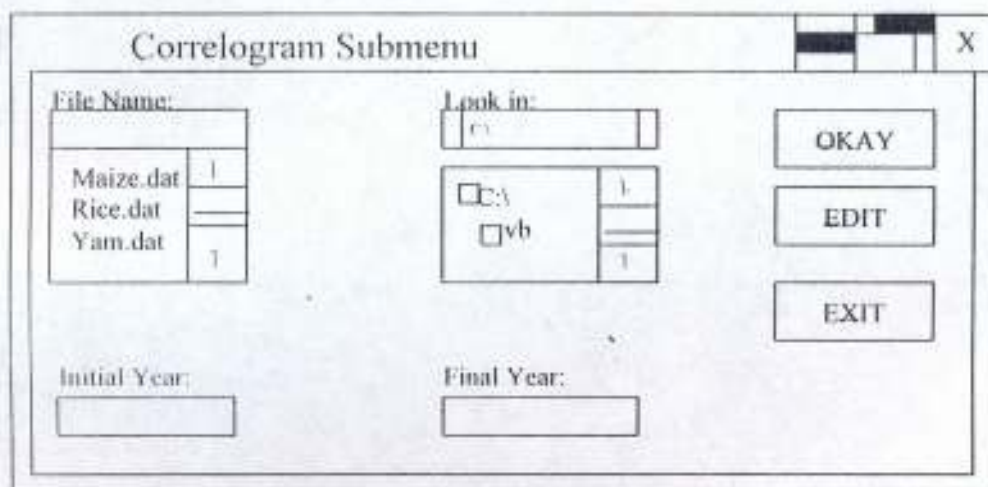 Correlogram Submenu
X
File Name:
Look in:
C:\
Maize.dat
Rice.dat
Yam.dat
C:\
vb
OKAY
EDIT
EXIT
Initial Year:
Final Year: